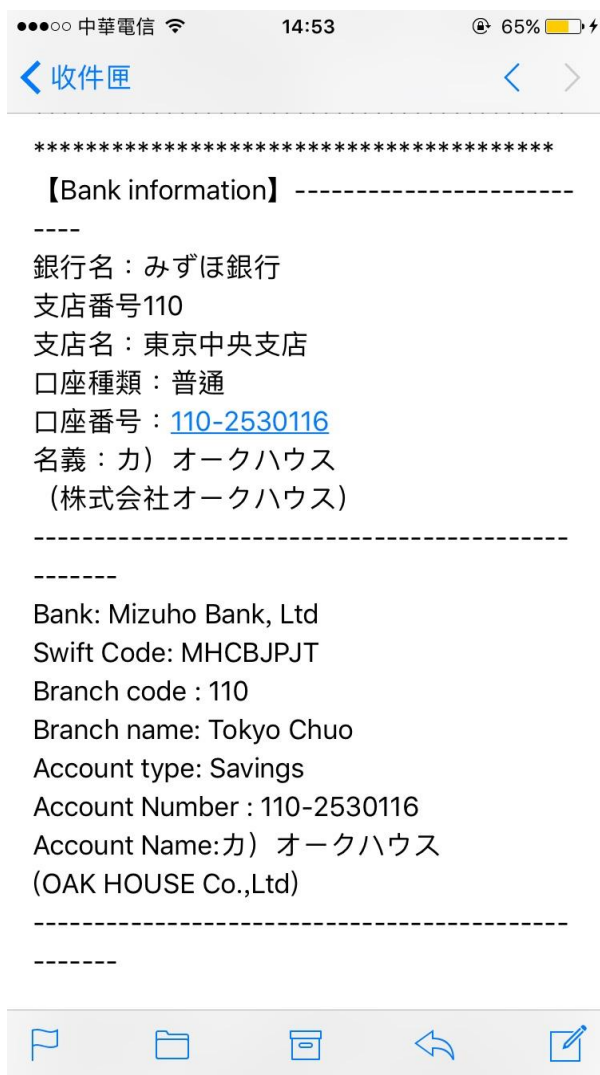 中華電信 14:53 65%
収件匣
******************************************
【Bank information】-----------------------
----
銀行名：みずほ銀行
支店番号110
支店名：東京中央支店
口座種類：普通
口座番号：110-2530116
名義：カ）オークハウス
（株式会社オークハウス）
--------------------------------------------
-------
Bank: Mizuho Bank, Ltd
Swift Code: MHCBJPJT
Branch code : 110
Branch name: Tokyo Chuo
Account type: Savings
Account Number : 110-2530116
Account Name:カ）オークハウス
(OAK HOUSE Co.,Ltd)
--------------------------------------------
-------